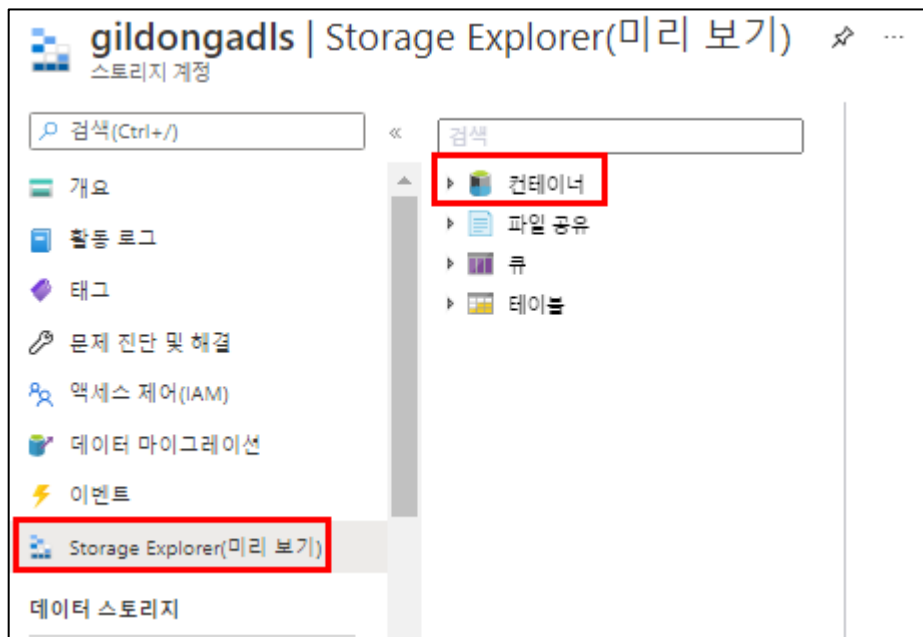 gildongadls | Storage Explorer(미리 보기)
스토리지 계정
검색(Ctrl+/)
검색
개요
활동 로그
태그
문제 진단 및 해결
액세스 제어(IAM)
데이터 마이그레이션
이벤트
Storage Explorer(미리 보기)
데이터 스토리지
컨테이너
파일 공유
큐
테이블